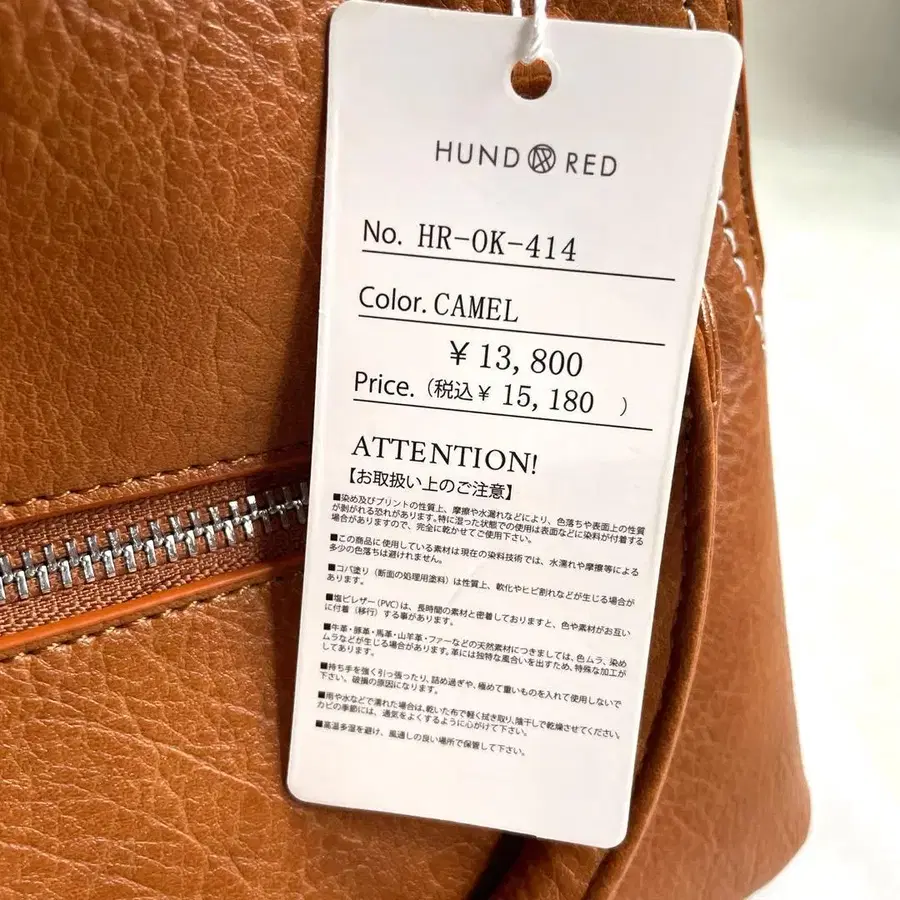 HUND RED
No. HR-OK-414
Color. CAMEL
¥ 13,800
Price. (税込¥ 15,180 )
ATTENTION!
【お取扱い上のご注意】
■染め及びプリントの性質上、摩擦や水濡れなどにより、色落ちや表面上の性質
が剥がれる恐れがあります。特に湿った状態での使用は表面などに染料が付着する
場合がありますので、完全に乾かせてご使用下さい。
■この商品に使用している素材は現在の染料技術では、水濡れや摩擦等による
多少の色落ちは避けれません。
■コバ塗り(断面の処理用塗料)は性質上、軟化やヒビ割れなどが生じる場合が
あります。
■塩ビレザー(PVC)は、長時間の素材と密着しておりますと、色や素材がお互い
に付着(移行)する事があります。
■牛革・豚革・馬革・山羊革・ファーなどの天然素材につきましては、色ムラ、染め
ムラなどが生じる場合があります。革には独特な風合いを出すため、特殊な加工が
してあります。
■持ち手を強く引っ張ったり、詰め過ぎや、極めて重いものを入れて使用しないで
下さい。破損の原因になります。
■雨や水などで濡れた場合は、乾いた布で軽く拭き取り、陰干しで乾燥させてください。
カビの季節には、通気をよくするように心がけて下さい。
■高温多湿を避け、風通しの良い場所で保管して下さい。